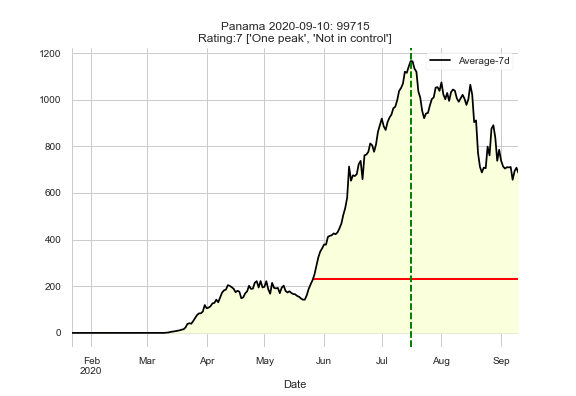 Panama 2020-09-10: 99715
Rating:7 ['One peak', 'Not in control']
Average-7d
1200
1000
800
600
400
200
0
Feb Mar Apr May Jun Jul Aug Sep
2020
Date